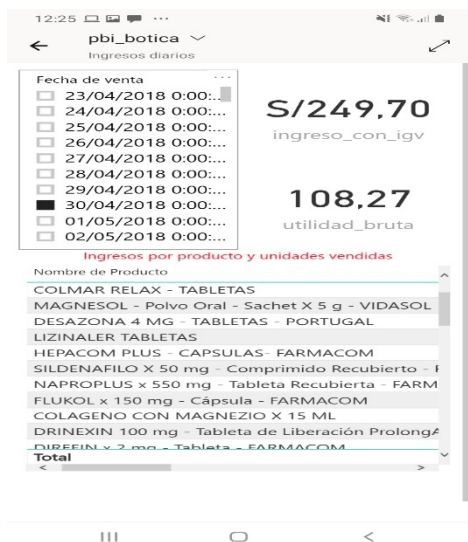 12:25
pbi_botica
Ingresos diarios
Fecha de venta
23/04/2018 0:00:...
24/04/2018 0:00:...
25/04/2018 0:00:...
26/04/2018 0:00:...
27/04/2018 0:00:...
28/04/2018 0:00:...
29/04/2018 0:00:...
30/04/2018 0:00:...
01/05/2018 0:00:...
02/05/2018 0:00:...
S/249,70
ingreso_con_igv
108,27
utilidad_bruta
Ingresos por producto y unidades vendidas
Nombre de Producto
COLMAR RELAX - TABLETAS
MAGNESOL - Polvo Oral - Sachet X 5 g - VIDASOL
DESAZONA 4 MG - TABLETAS - PORTUGAL
LIZINALER TABLETAS
HEPACOM PLUS - CAPSULAS- FARMACOM
SILDENAFILO X 50 mg - Comprimido Recubierto - F
NAPROPLUS x 550 mg - Tableta Recubierta - FARM
FLUKOL x 150 mg - Cápsula - FARMACOM
COLAGENO CON MAGNEZIO X 15 ML
DRINEXIN 100 mg - Tableta de Liberación ProlongA
DIREFIN x 2 mg - Tableta - FARMACOM
Total